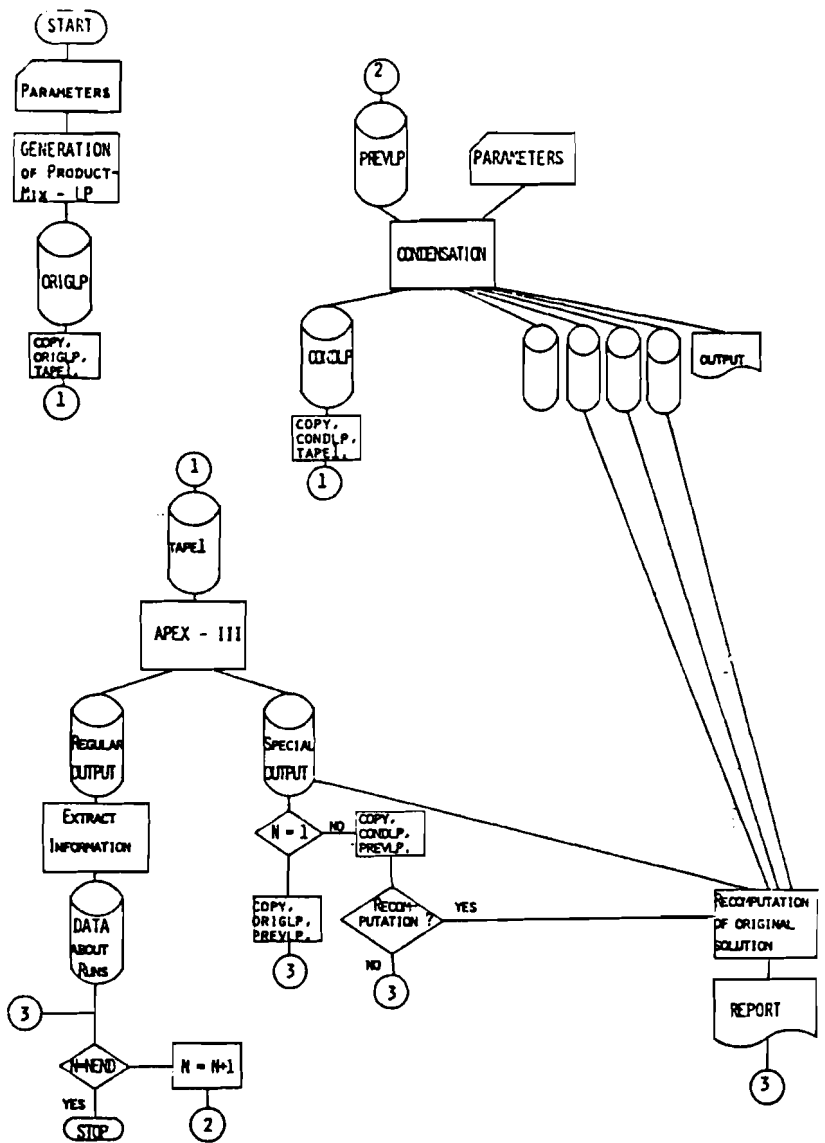 START
PARAMETERS
GENERATION
OF PRODUCT-
MIX - LP
ORIGLP
COPY,
ORIGLP,
TAPE1.
1
2
PREVLP
PARAMETERS
CONDENSATION
CONDLP
OUTPUT
COPY,
CONDLP,
TAPE1.
1
1
TAPE1
APEX - III
REGULAR
OUTPUT
SPECIAL
OUTPUT
EXTRACT
INFORMATION
N = 1
NO
COPY,
CONDLP,
PREVLP.
DATA
ABOUT
RUNS
COPY,
ORIGLP,
PREVLP.
RECOM-
PUTATION ?
YES
NO
3
3
RECOMPUTATION
OF ORIGINAL
SOLUTION
REPORT
3
3
N=NEND
N = N+1
YES
STOP
2